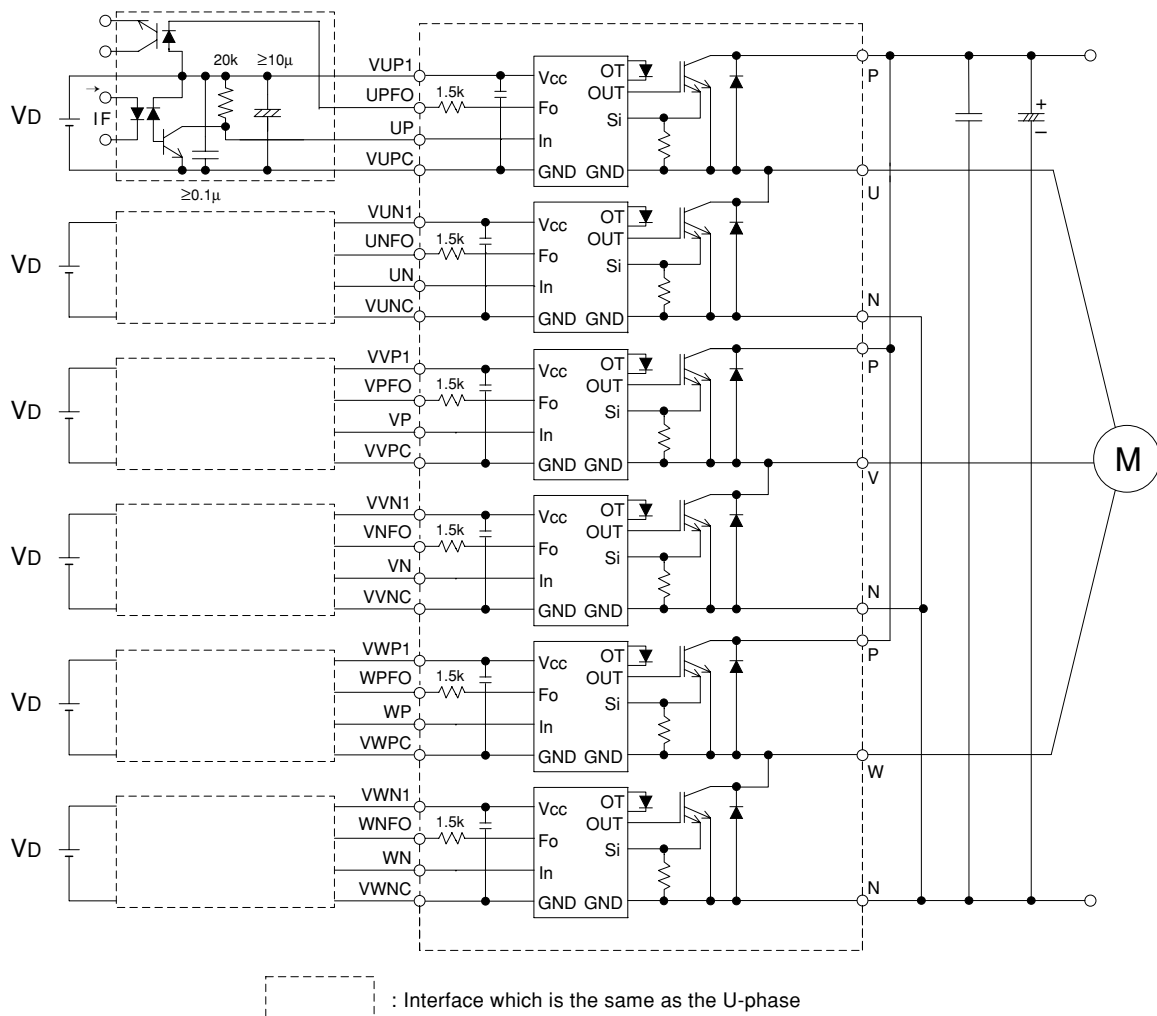 20k ≥10μ
VD
→
IF
≥0.1μ
VUP1
UPFO
UP
VUPC
1.5k
Vcc
Fo
In
GND GND
OT
OUT
Si
P
U
+
−
VD
VUN1
UNFO
UN
VUNC
1.5k
Vcc
Fo
In
GND GND
OT
OUT
Si
N
VD
VVP1
VPFO
VP
VVPC
1.5k
Vcc
Fo
In
GND GND
OT
OUT
Si
P
V
M
VD
VVN1
VNFO
VN
VVNC
1.5k
Vcc
Fo
In
GND GND
OT
OUT
Si
N
VD
VWP1
WPFO
WP
VWPC
1.5k
Vcc
Fo
In
GND GND
OT
OUT
Si
P
W
VD
VWN1
WNFO
WN
VWNC
1.5k
Vcc
Fo
In
GND GND
OT
OUT
Si
N
: Interface which is the same as the U-phase